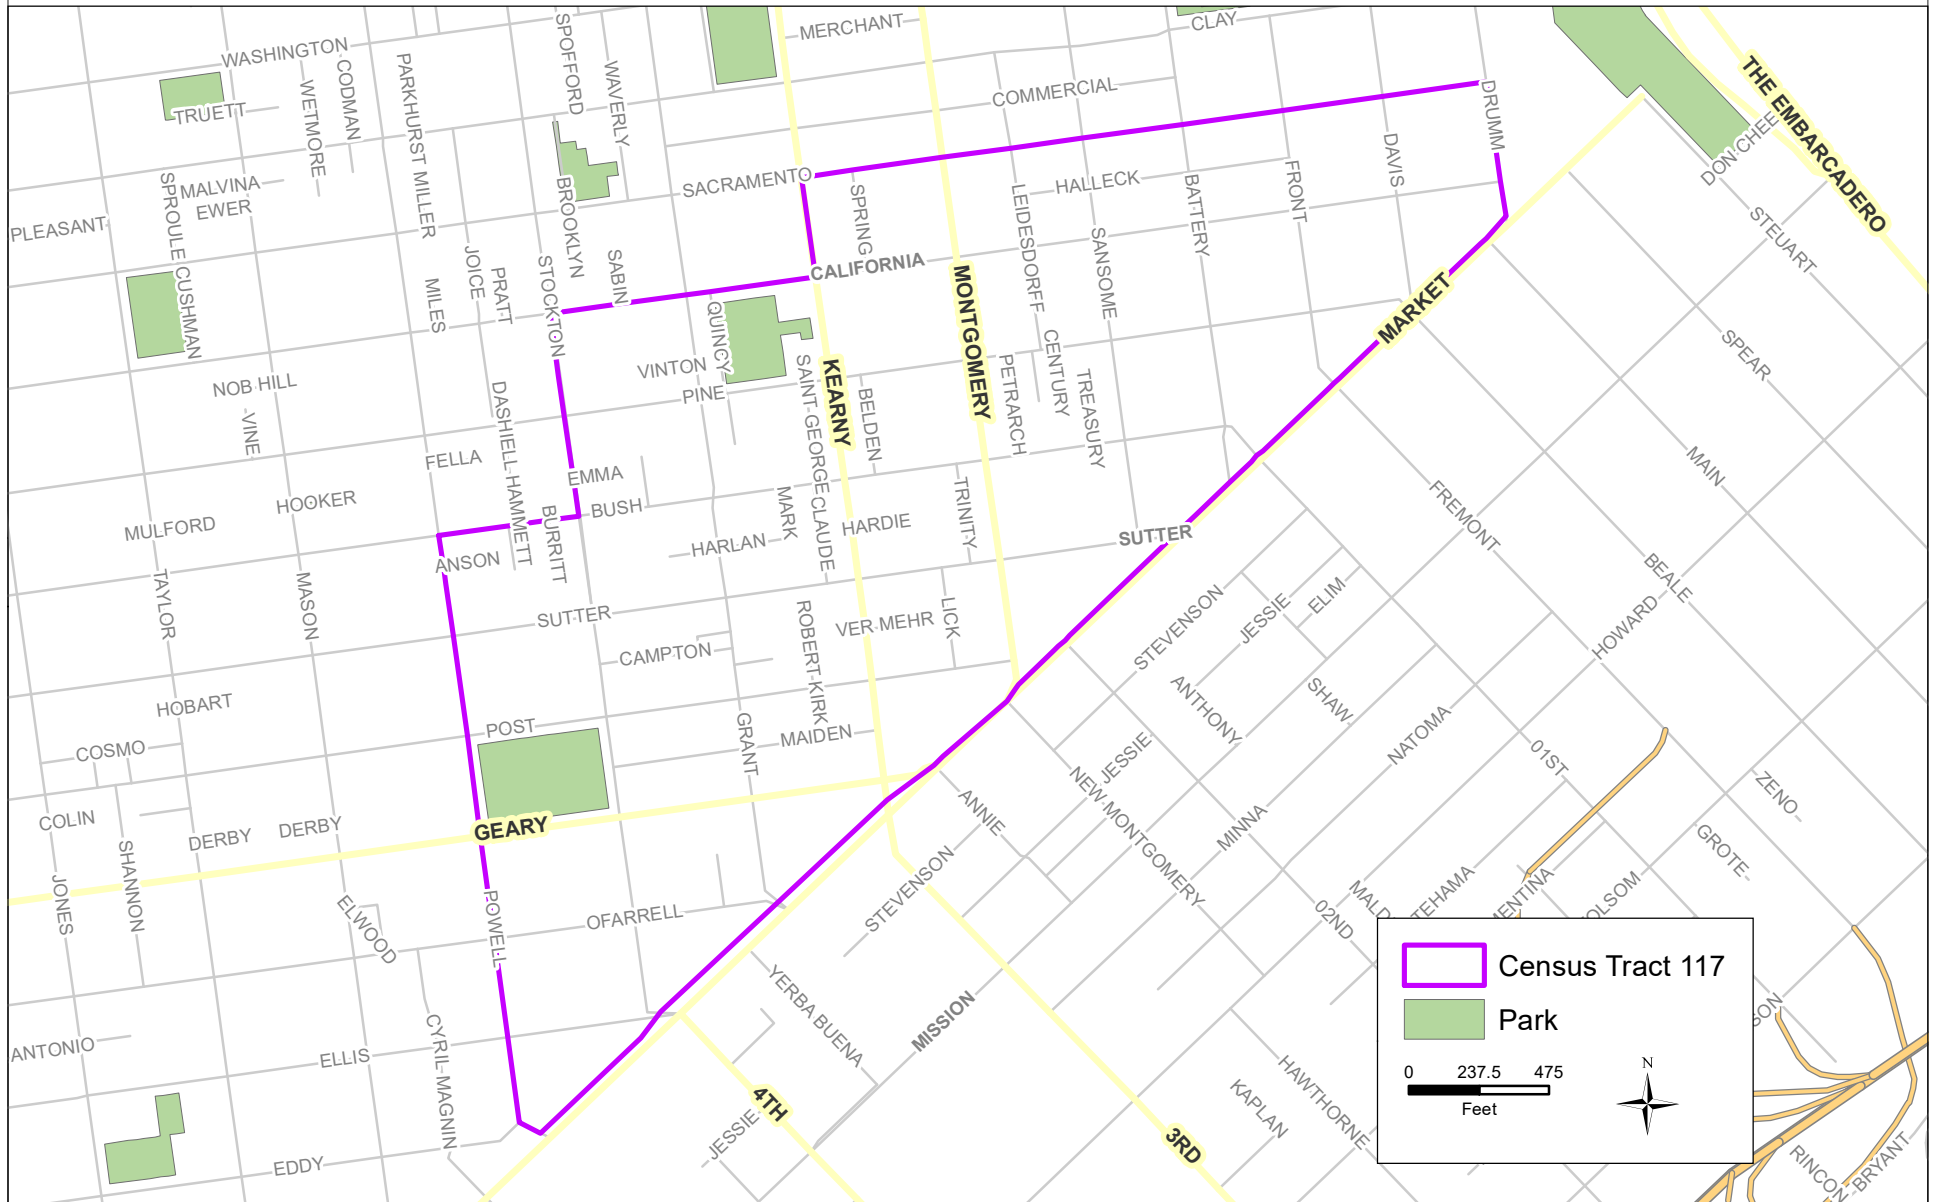 WASHINGTON
CODMAN
WETMORE
TRUETT
PARKHURST
MILLER
SPOFFORD
WAVERLY
MERCHANT
CLAY
COMMERCIAL
DRUMM
THE EMBARCADERO
DON CHEE
STEUART
SPROULE
CUSHMAN
MALVINA
EWER
PLEASANT
JOICE
PRATT
MILES
STOCKTON
BROOKLYN
SABIN
SACRAMENTO
SPRING
CALIFORNIA
MONTGOMERY
LEIDESDORFF
HALLECK
SANSOME
BATTERY
FRONT
DAVIS
MARKET
SPEAR
MAIN
NOB HILL
VINE
DASHIELL HAMMETT
VINTON
QUINCY
PINE
SAINT GEORGE
KEARNY
BELDEN
PETRARCH
CENTURY
TREASURY
FELLA
EMMA
BUSH
HOOKER
MULFORD
BURRITT
ANSON
HARLAN
MARK
CLAUDE
HARDIE
TRINITY
SUTTER
FREMONT
BEALE
HOWARD
TAYLOR
MASON
SUTTER
CAMPTON
ROBERT KIRK
VER MEHR
LICK
STEVENSON
JESSIE
ELIM
ANTHONY
SHAW
NATOMA
HOBART
COSMO
POST
GRANT
MAIDEN
JESSIE
NEW MONTGOMERY
01ST
ZENO
GROTE
COLIN
SHANNON
DERBY
DERBY
GEARY
ANNIE
MINNA
JONES
ELWOOD
POWELL
OFARRELL
STEVENSON
02ND
TEHAMA
YERBA BUENA
MISSION
ANTONIO
ELLIS
CYRIL MAGNIN
4TH
JESSIE
3RD
KAPLAN
HAWTHORNE
EDDY
RINCON
BRYANT
Census Tract 117
Park
0 237.5 475
Feet
N